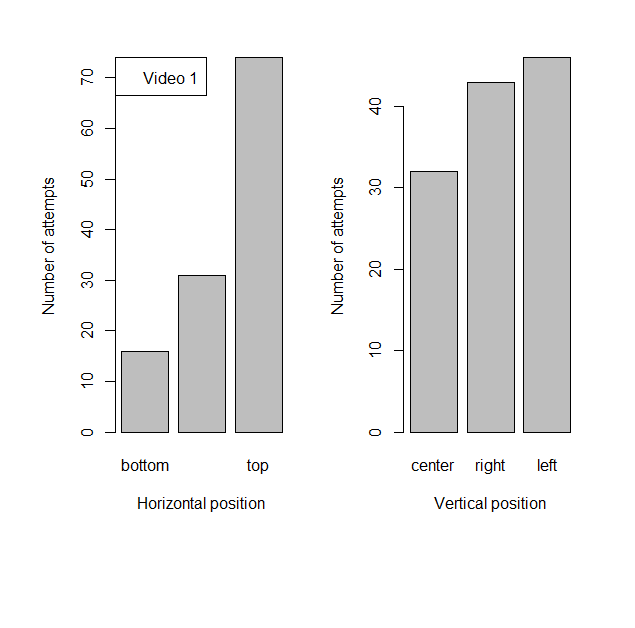 Video 1
Number of attempts
0 10 20 30 40 50 60 70
bottom top
Horizontal position
Number of attempts
0 10 20 30 40
center right left
Vertical position